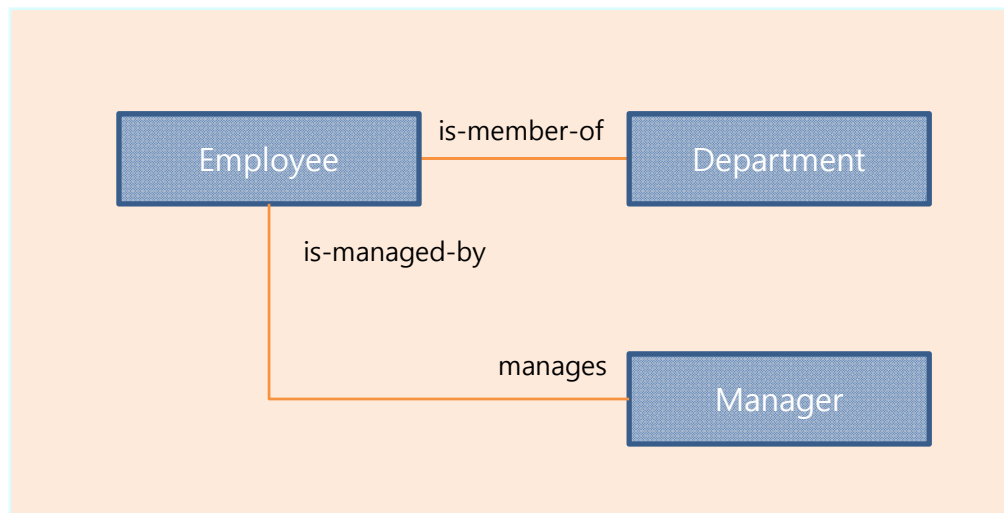 is-member-of
Employee
Department
is-managed-by
manages
Manager